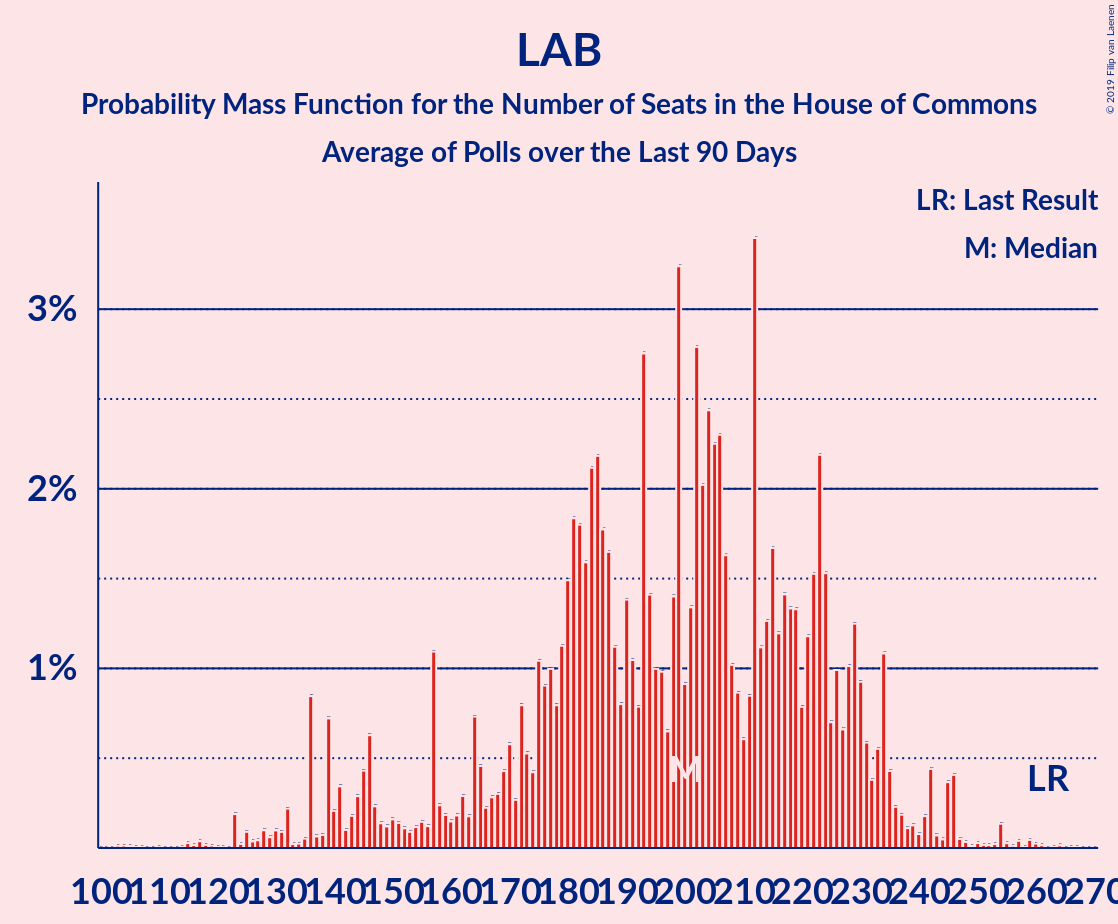 LAB
Probability Mass Function for the Number of Seats in the House of Commons
Average of Polls over the Last 90 Days
© 2019 Filip van Laenen
LR: Last Result
M: Median
3%
2%
1%
M
LR
100 110 120 130 140 150 160 170 180 190 200 210 220 230 240 250 260 270